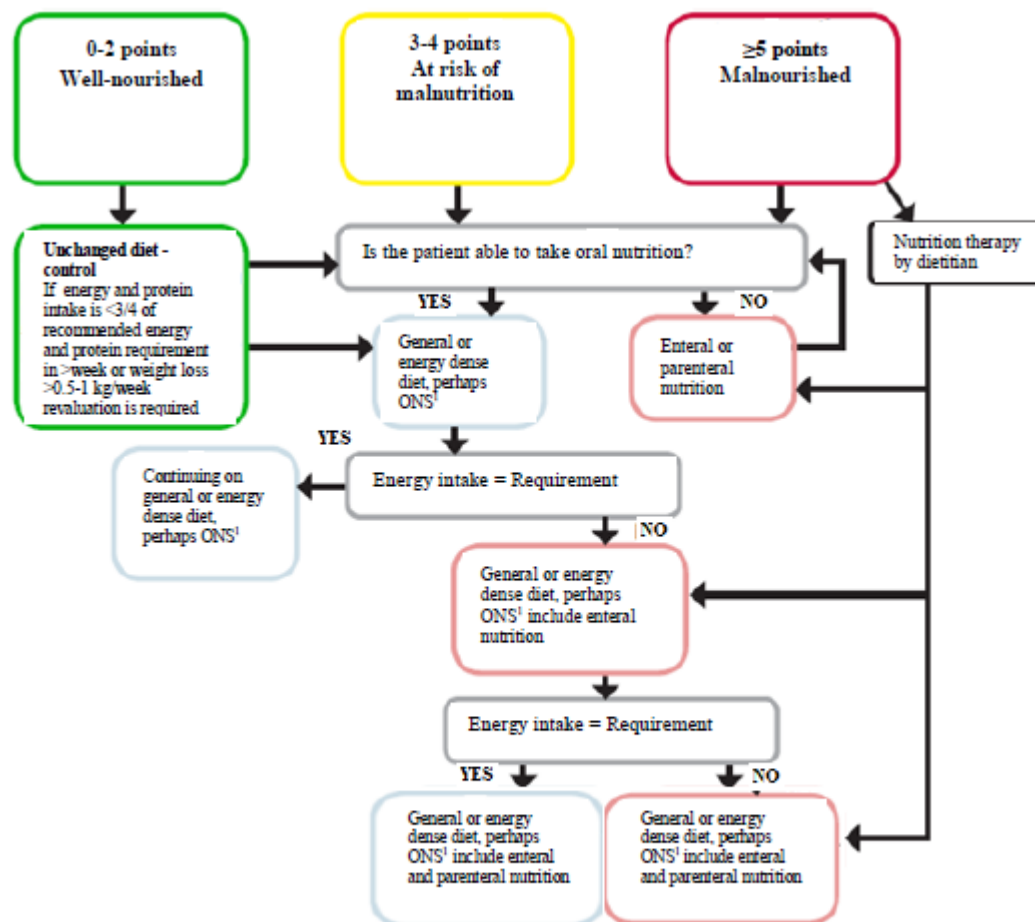 0-2 points
Well-nourished
3-4 points
At risk of
malnutrition
≥5 points
Malnourished
Unchanged diet -
control
If energy and protein
intake is <3/4 of
recommended energy
and protein requirement
in >week or weight loss
>0.5-1 kg/week
revaluation is required
Is the patient able to take oral nutrition?
Nutrition therapy
by dietitian
YES
NO
General or
energy dense
diet, perhaps
ONS¹
Enteral or
parenteral
nutrition
YES
Energy intake = Requirement
Continuing on
general or energy
dense diet,
perhaps ONS¹
NO
General or energy
dense diet, perhaps
ONS¹ include enteral
nutrition
Energy intake = Requirement
YES
NO
General or energy
dense diet, perhaps
ONS¹ include enteral
and parenteral nutrition
General or energy
dense diet, perhaps
ONS¹ include enteral
and parenteral nutrition